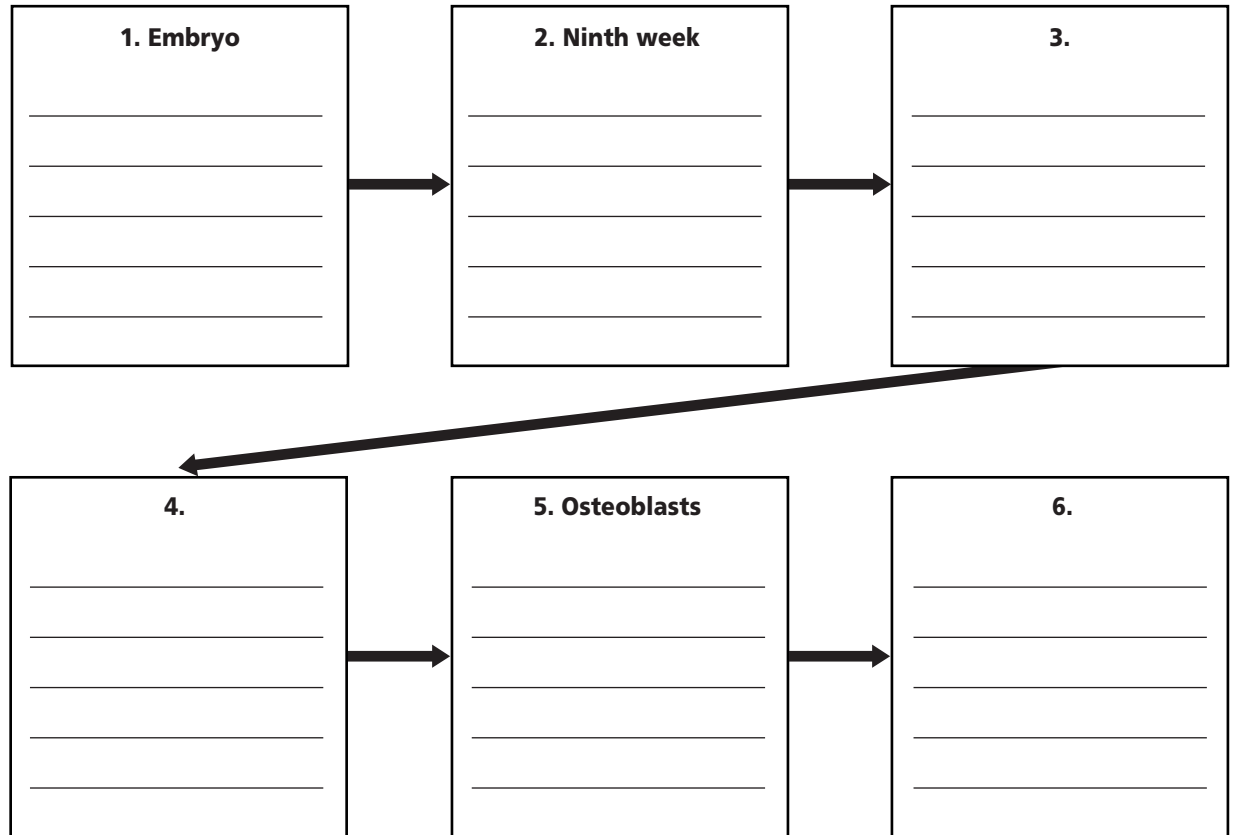 1. Embryo
2. Ninth week
3.
4.
5. Osteoblasts
6.